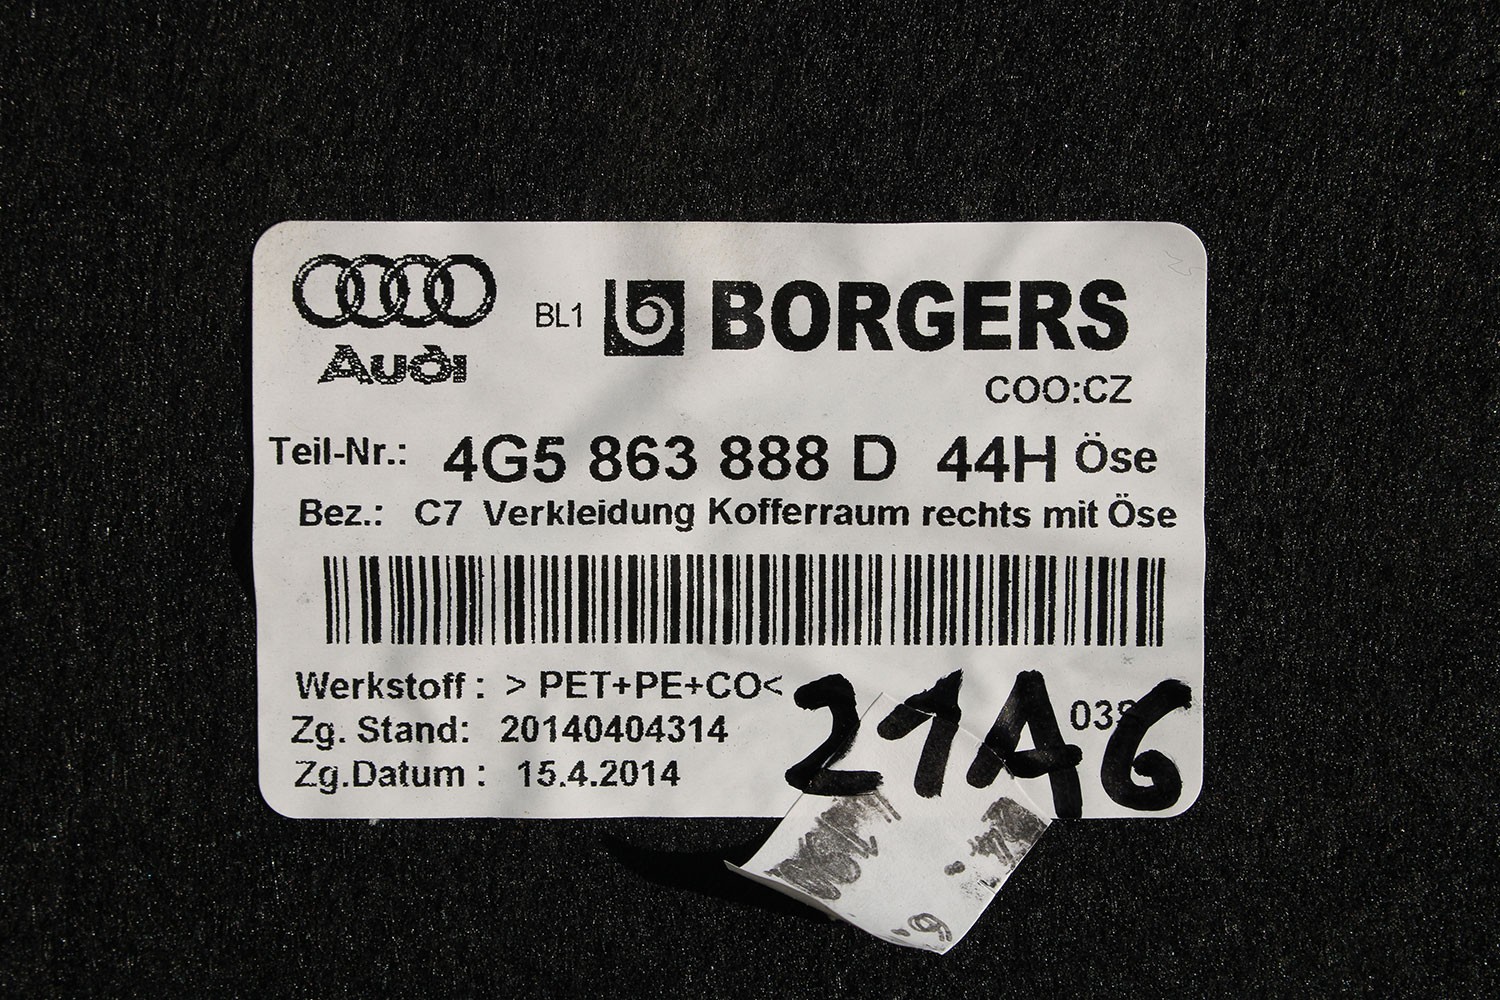 Audi
BL1 BORGERS
COO:CZ
Teil-Nr.: 4G5 863 888 D 44H Öse
Bez.: C7 Verkleidung Kofferraum rechts mit Öse
Werkstoff : > PET+PE+CO<
Zg. Stand: 20140404314
Zg.Datum : 15.4.2014
21A6